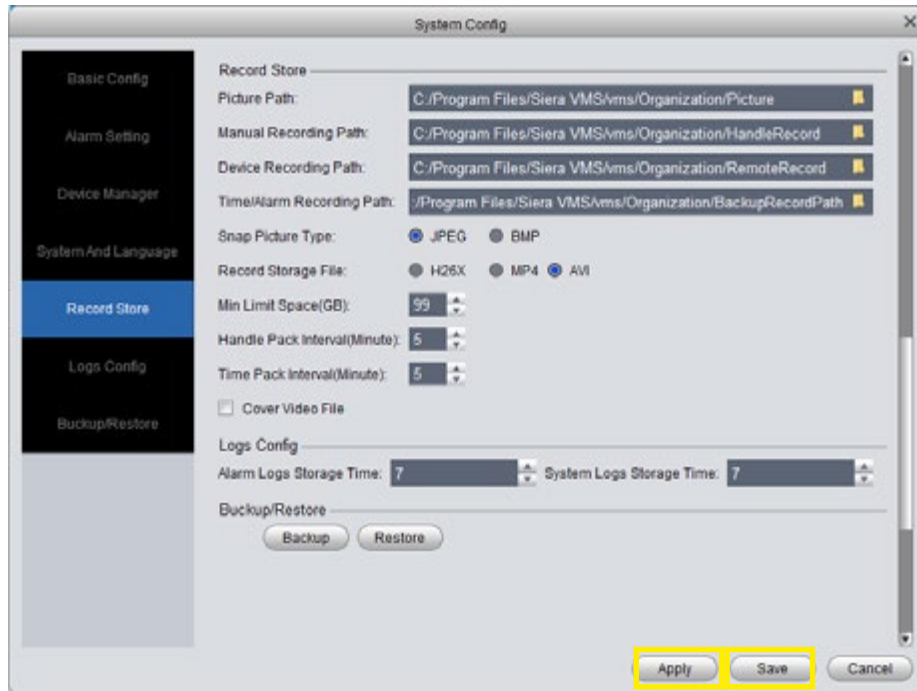 System Config
Basic Config
Alarm Setting
Device Manager
System And Language
Record Store
Logs Config
Buckup/Restore
Record Store
Picture Path: C:/Program Files/Siera VMS/vms/Organization/Picture
Manual Recording Path: C:/Program Files/Siera VMS/vms/Organization/HandleRecord
Device Recording Path: C:/Program Files/Siera VMS/vms/Organization/RemoteRecord
Time/Alarm Recording Path: :/Program Files/Siera VMS/vms/Organization/BackupRecordPath
Snap Picture Type: JPEG BMP
Record Storage File: H26X MP4 AVI
Min Limit Space(GB): 99
Handle Pack Interval(Minute): 5
Time Pack Interval(Minute): 5
Cover Video File
Logs Config
Alarm Logs Storage Time: 7 System Logs Storage Time: 7
Buckup/Restore
Backup Restore
Apply Save Cancel